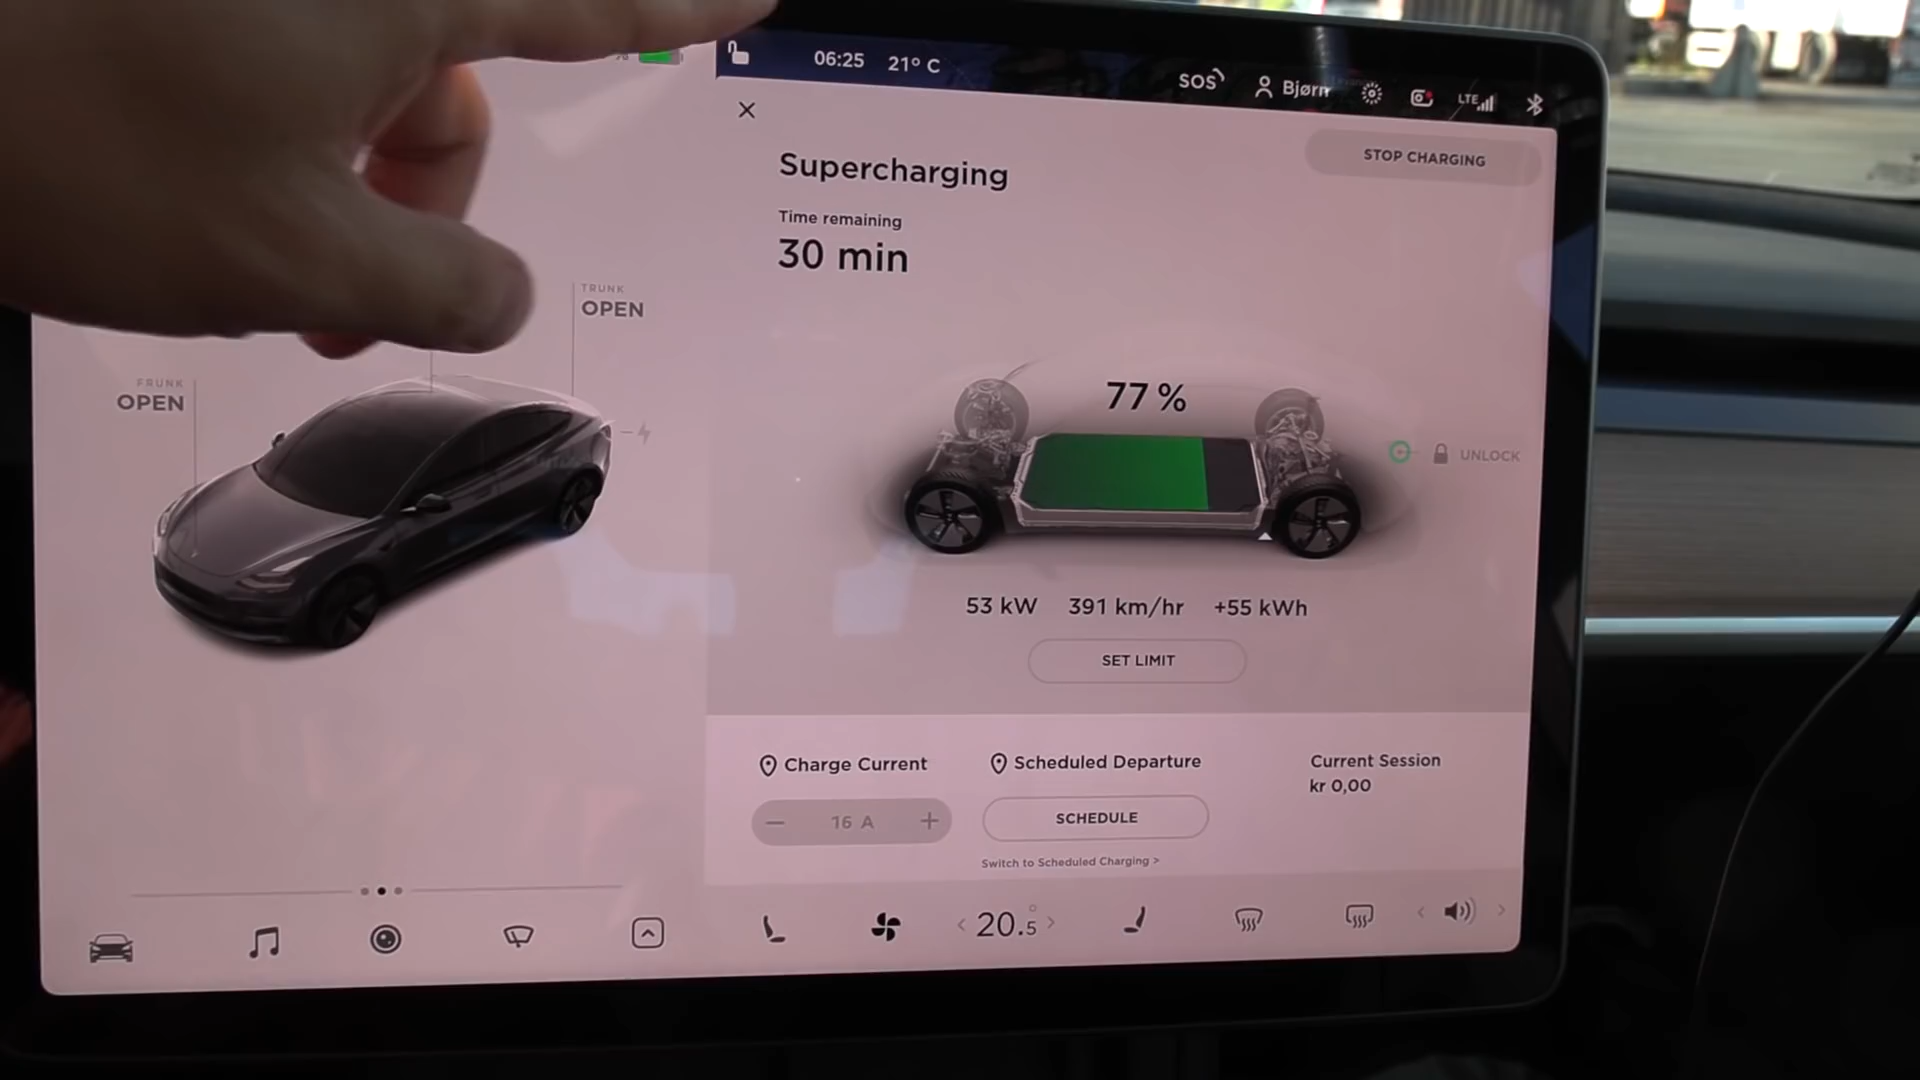 06:25 21° C
SOS Bjørn LTE
Supercharging
STOP CHARGING
Time remaining
30 min
TRUNK
OPEN
FRUNK
OPEN
77 %
UNLOCK
53 kW 391 km/hr +55 kWh
SET LIMIT
Charge Current
Scheduled Departure
Current Session
kr 0,00
16 A
SCHEDULE
Switch to Scheduled Charging >
20.5°